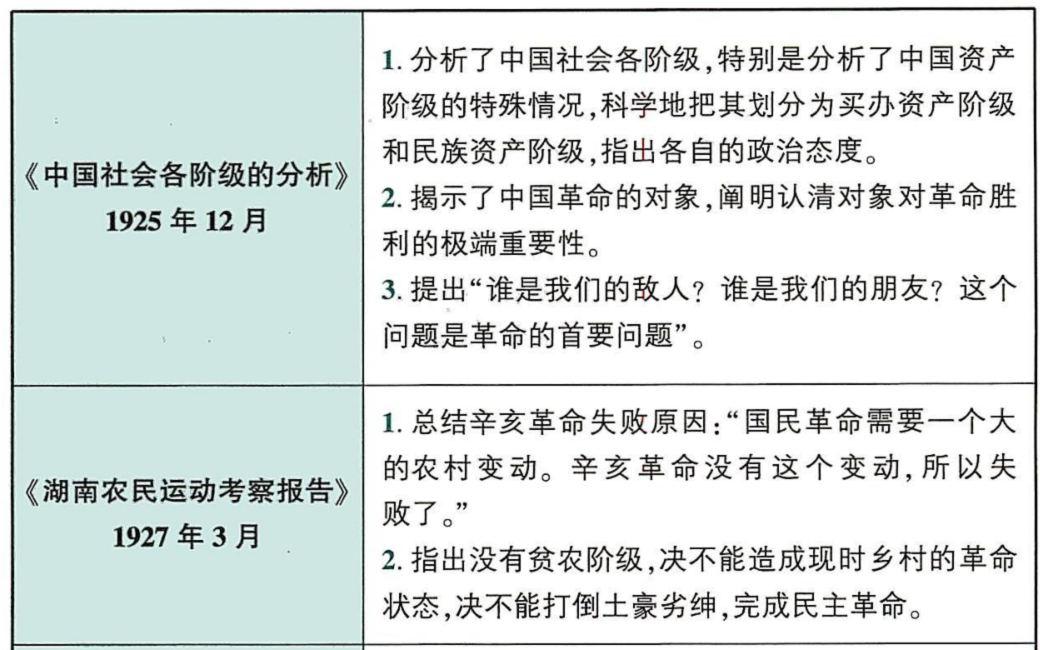 《中国社会各阶级的分析》
1925 年 12 月
1. 分析了中国社会各阶级,特别是分析了中国资产
阶级的特殊情况,科学地把其划分为买办资产阶级
和民族资产阶级,指出各自的政治态度。
2. 揭示了中国革命的对象,阐明认清对象对革命胜
利的极端重要性。
3. 提出“谁是我们的敌人？谁是我们的朋友？这个
问题是革命的首要问题”。
《湖南农民运动考察报告》
1927 年 3 月
1. 总结辛亥革命失败原因:“国民革命需要一个大
的农村变动。辛亥革命没有这个变动,所以失
败了。”
2. 指出没有贫农阶级,决不能造成现时乡村的革命
状态,决不能打倒土豪劣绅,完成民主革命。